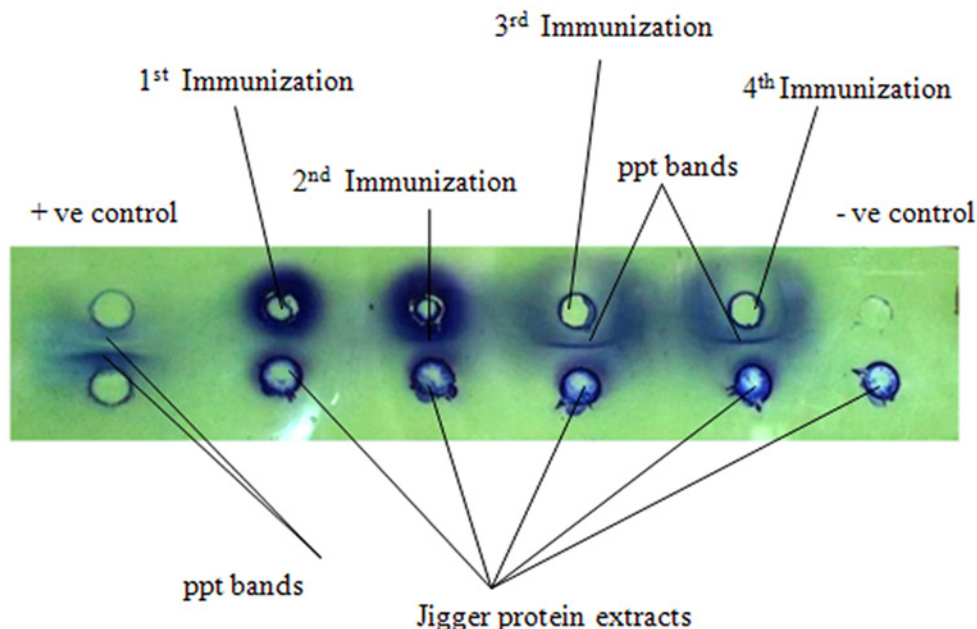 3rd Immunization
1st Immunization
4th Immunization
2nd Immunization
ppt bands
+ ve control
- ve control
ppt bands
Jigger protein extracts